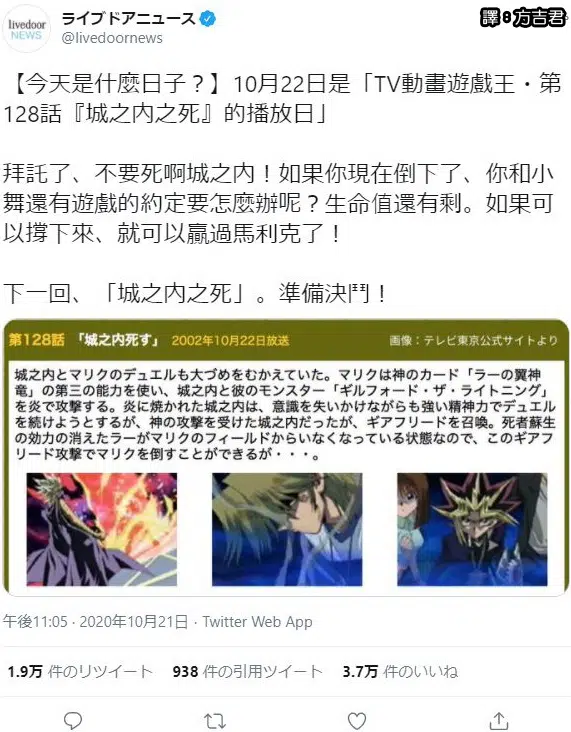 livedoor
NEWS
ライブドアニュース
@livedoornews
譯8方吉君
【今天是什麼日子？】10月22日是「TV動畫遊戲王・第
128話『城之内之死』的播放日」
拜託了、不要死啊城之内！如果你現在倒下了、你和小
舞還有遊戲的約定要怎麼辦呢？生命值還有剩。如果可
以撐下來、就可以贏過馬利克了！
下一回、「城之内之死」。準備決鬥！
第128話 「城之内死す」 2002年10月22日放送 画像：テレビ東京公式サイトより
城之内とマリクのデュエルも大づめをむかえていた。マリクは神のカード「ラーの翼神
竜」の第三の能力を使い、城之内と彼のモンスター「ギルフォード・ザ・ライトニング」
を炎で攻撃する。炎に焼かれた城之内は、意識を失いかけながらも強い精神力でデュエル
を続けようとするが、神の攻撃を受けた城之内だったが、ギアフリードを召喚。死者蘇生
の効力の消えたラーがマリクのフィールドからいなくなっている状態なので、このギアフ
リード攻撃でマリクを倒すことができるが・・・。
午後11:05 · 2020年10月21日 · Twitter Web App
1.9万 件のリツイート 938 件の引用ツイート 3.7万 件のいいね